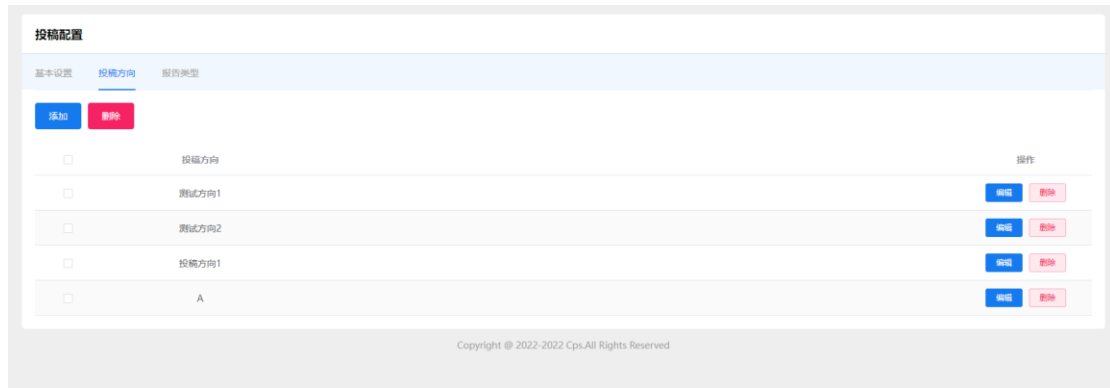 投稿配置
基本设置 投稿方向 报告类型
添加 删除
投稿方向 操作
测试方向1 编辑 删除
测试方向2 编辑 删除
投稿方向1 编辑 删除
A 编辑 删除
Copyright @ 2022-2022 Cps.All Rights Reserved